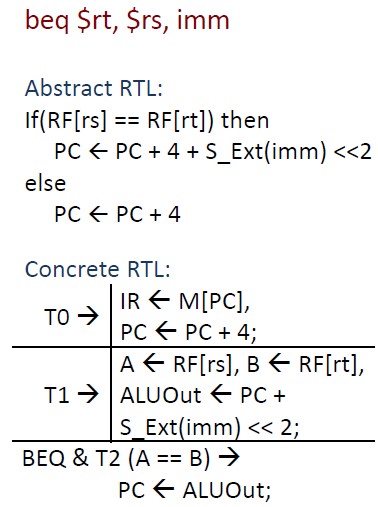 beq $rt, $rs, imm
Abstract RTL:
If(RF[rs] == RF[rt]) then
PC ← PC + 4 + S_Ext(imm) <<2
else
PC ← PC + 4
Concrete RTL:
T0 → IR ← M[PC],
PC ← PC + 4;
A ← RF[rs], B ← RF[rt],
T1 → ALUOut ← PC +
S_Ext(imm) << 2;
BEQ & T2 (A == B) →
PC ← ALUOut;